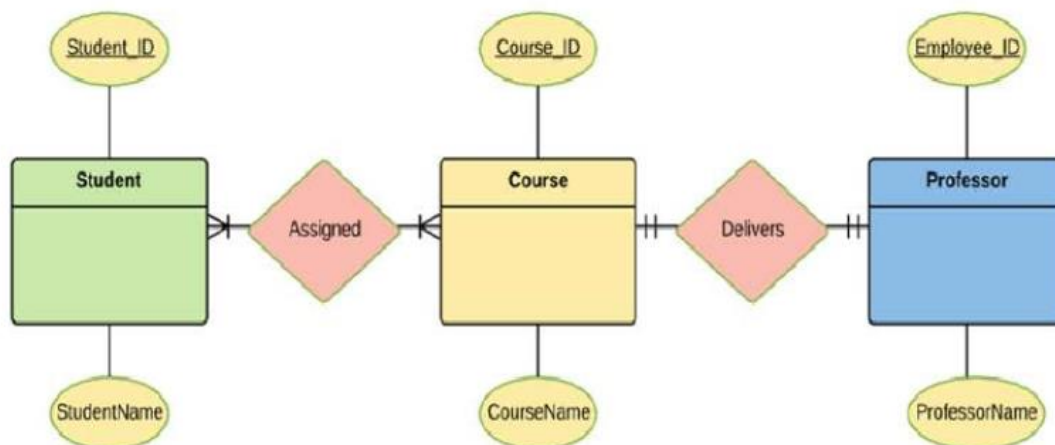 Student_ID
Course_ID
Employee_ID
Student
Course
Professor
Assigned
Delivers
StudentName
CourseName
ProfessorName